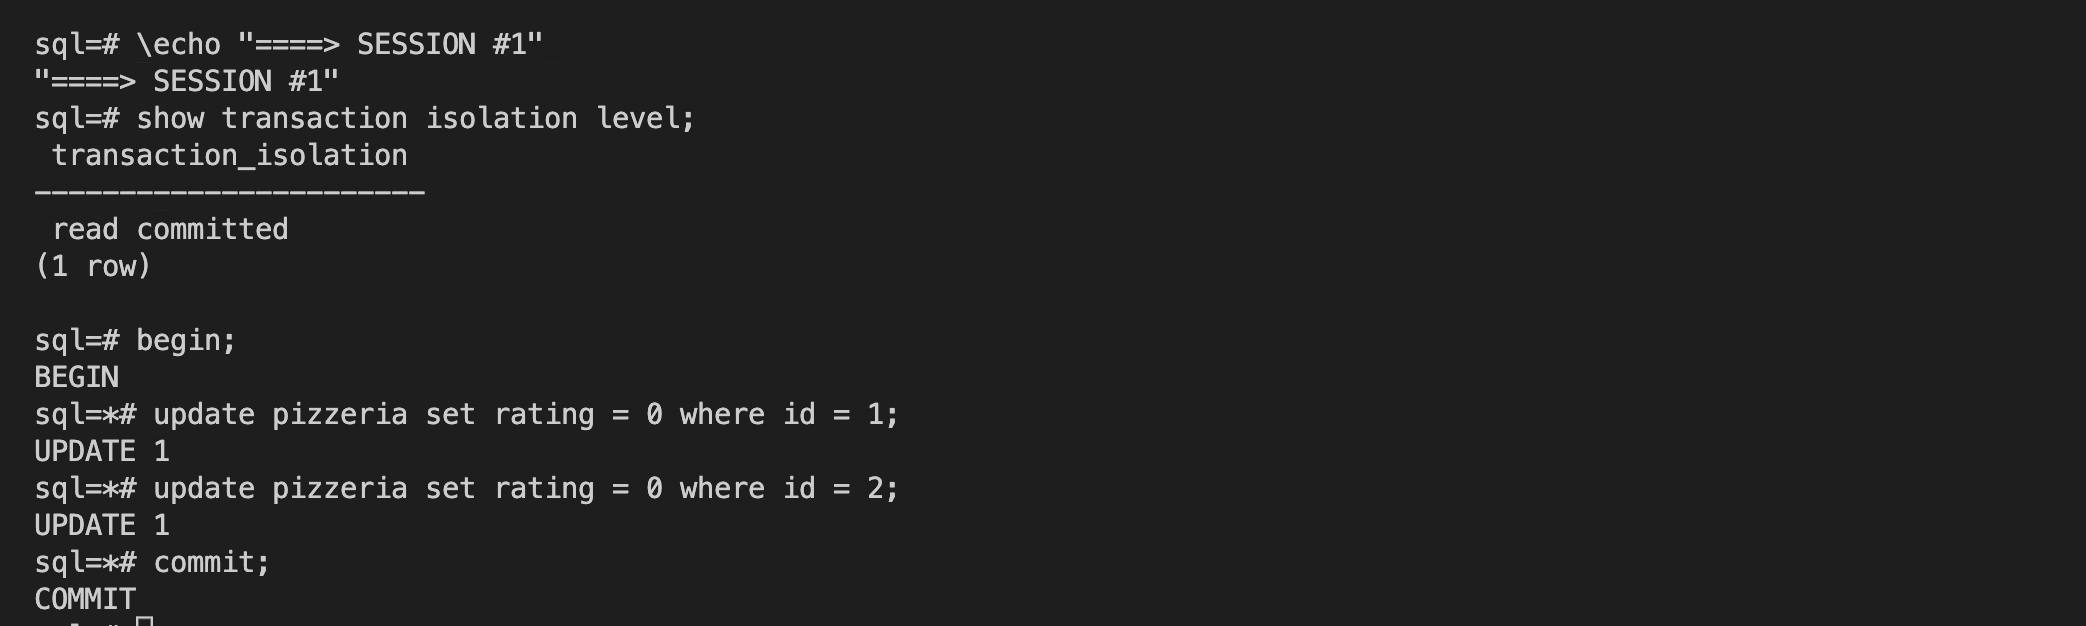 sql=# \echo "====> SESSION #1"
"====> SESSION #1"
sql=# show transaction isolation level;
 transaction_isolation
-----------------------
 read committed
(1 row)

sql=# begin;
BEGIN
sql=*# update pizzeria set rating = 0 where id = 1;
UPDATE 1
sql=*# update pizzeria set rating = 0 where id = 2;
UPDATE 1
sql=*# commit;
COMMIT